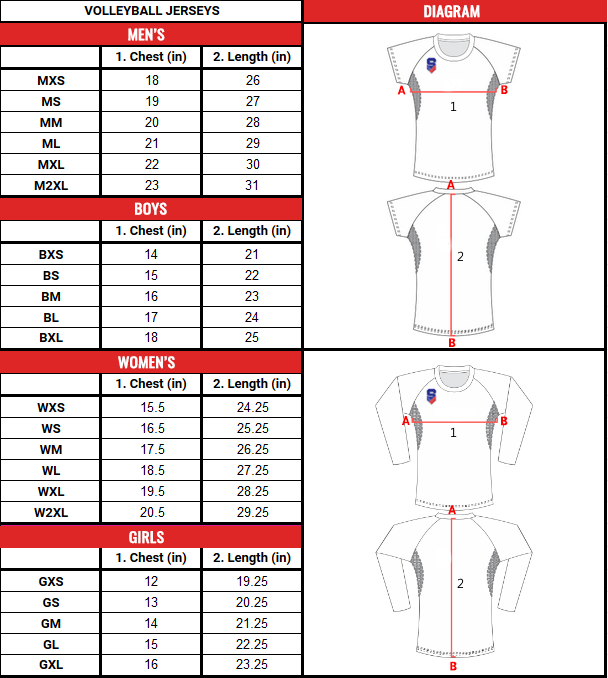 VOLLEYBALL JERSEYS
MEN'S
1. Chest (in) 2. Length (in)
MXS 18 26
MS 19 27
MM 20 28
ML 21 29
MXL 22 30
M2XL 23 31
BOYS
1. Chest (in) 2. Length (in)
BXS 14 21
BS 15 22
BM 16 23
BL 17 24
BXL 18 25
WOMEN'S
1. Chest (in) 2. Length (in)
WXS 15.5 24.25
WS 16.5 25.25
WM 17.5 26.25
WL 18.5 27.25
WXL 19.5 28.25
W2XL 20.5 29.25
GIRLS
1. Chest (in) 2. Length (in)
GXS 12 19.25
GS 13 20.25
GM 14 21.25
GL 15 22.25
GXL 16 23.25
DIAGRAM
S
A B
1
A
2
B
S
A B
1
A
2
B